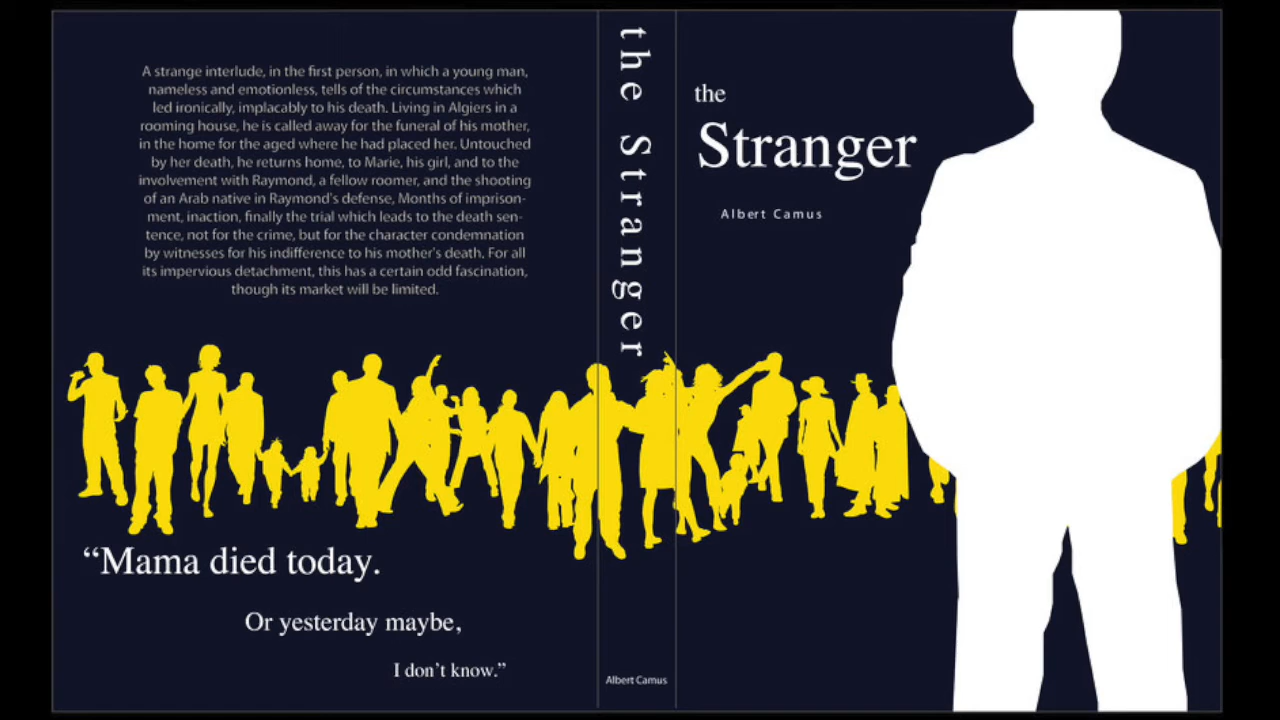 A strange interlude, in the first person, in which a young man,
nameless and emotionless, tells of the circumstances which
led ironically, implacably to his death. Living in Algiers in a
rooming house, he is called away for the funeral of his mother,
in the home for the aged where he had placed her. Untouched
by her death, he returns home, to Marie, his girl, and to the
involvement with Raymond, a fellow roomer, and the shooting
of an Arab native in Raymond's defense, Months of imprison-
ment, inaction, finally the trial which leads to the death sen-
tence, not for the crime, but for the character condemnation
by witnesses for his indifference to his mother's death. For all
its impervious detachment, this has a certain odd fascination,
though its market will be limited.
“Mama died today.
Or yesterday maybe,
I don’t know.”
the Stranger
Albert Camus
the
Stranger
Albert Camus